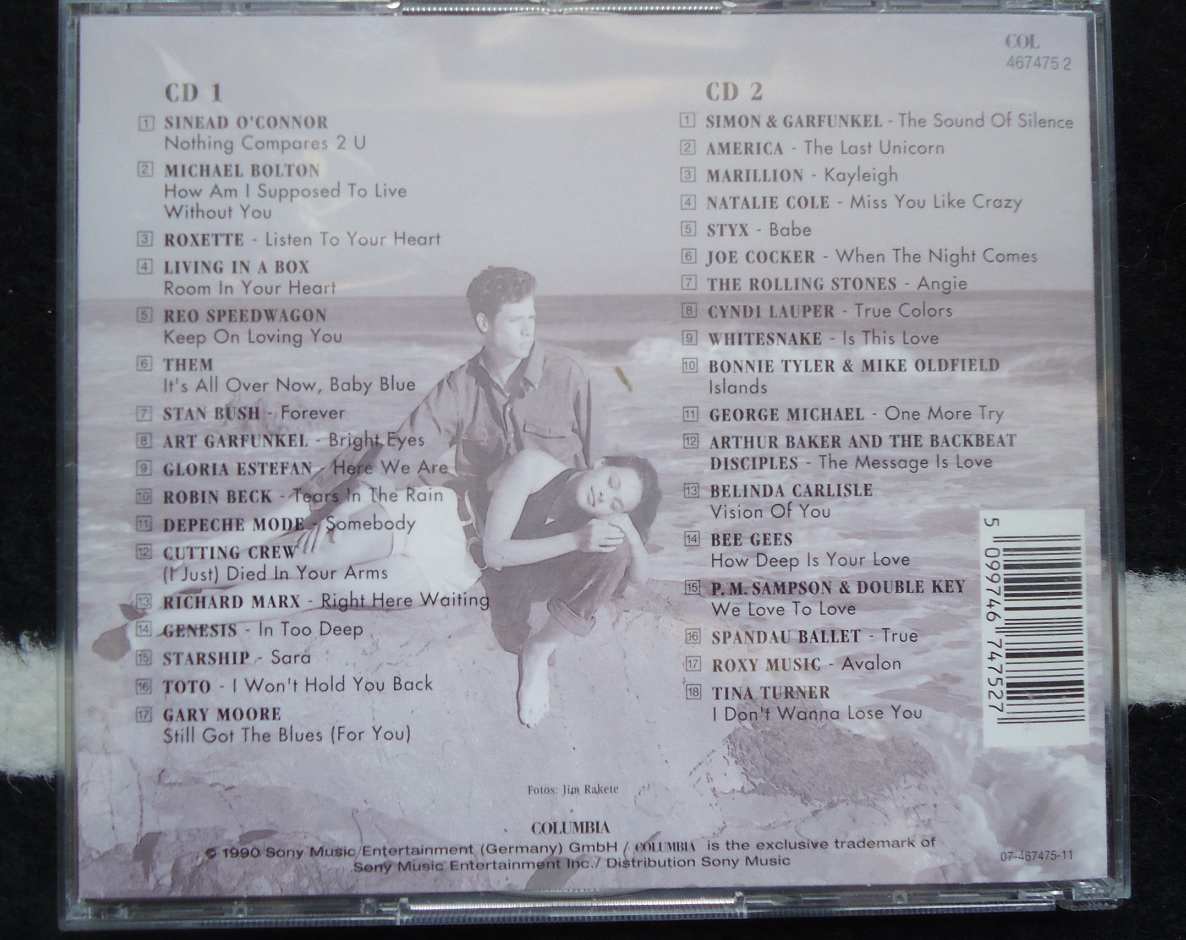 COL
467475 2
CD 1
1 SINEAD O'CONNOR
Nothing Compares 2 U
2 MICHAEL BOLTON
How Am I Supposed To Live
Without You
3 ROXETTE - Listen To Your Heart
4 LIVING IN A BOX
Room In Your Heart
5 REO SPEEDWAGON
Keep On Loving You
6 THEM
It's All Over Now, Baby Blue
7 STAN BUSH - Forever
8 ART GARFUNKEL - Bright Eyes
9 GLORIA ESTEFAN - Here We Are
10 ROBIN BECK - Tears In The Rain
11 DEPECHE MODE - Somebody
12 CUTTING CREW
(I Just) Died In Your Arms
13 RICHARD MARX - Right Here Waiting
14 GENESIS - In Too Deep
15 STARSHIP - Sara
16 TOTO - I Won't Hold You Back
17 GARY MOORE
Still Got The Blues (For You)
CD 2
1 SIMON & GARFUNKEL - The Sound Of Silence
2 AMERICA - The Last Unicorn
3 MARILLION - Kayleigh
4 NATALIE COLE - Miss You Like Crazy
5 STYX - Babe
6 JOE COCKER - When The Night Comes
7 THE ROLLING STONES - Angie
8 CYNDI LAUPER - True Colors
9 WHITESNAKE - Is This Love
10 BONNIE TYLER & MIKE OLDFIELD
Islands
11 GEORGE MICHAEL - One More Try
12 ARTHUR BAKER AND THE BACKBEAT
DISCIPLES - The Message Is Love
13 BELINDA CARLISLE
Vision Of You
14 BEE GEES
How Deep Is Your Love
15 P. M. SAMPSON & DOUBLE KEY
We Love To Love
16 SPANDAU BALLET - True
17 ROXY MUSIC - Avalon
18 TINA TURNER
I Don't Wanna Lose You
5 099746 747527
Fotos: Jim Rakete
COLUMBIA
℗ 1990 Sony Music Entertainment (Germany) GmbH / COLUMBIA is the exclusive trademark of
Sony Music Entertainment Inc./ Distribution Sony Music
07-467475-11